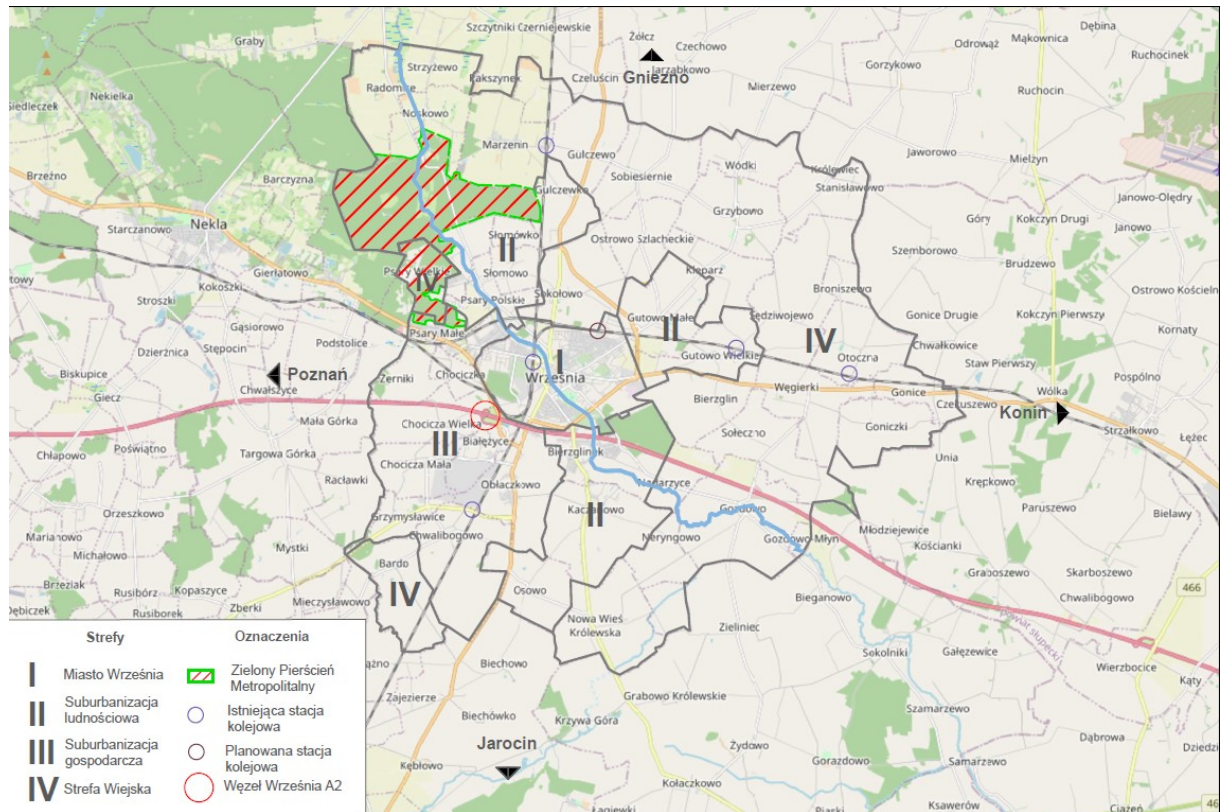 Szczytniki Czerniejewskie
Żółcz
Czechowo
Dębina
Odrowąż
Mąkownica
Ruchocinek
Graby
Strzyżewo
Pakszynek
Czeluścin
Gniezno
Jarząbkowo
Gorzykowo
Mierzewo
Ruchocin
Nekielka
Radomice
Noskowo
Marzenin
Gulczewo
Sobiesiernie
Wódki
Królewiec
Stanisławowo
Jaworowo
Mielżyn
Brzeźno
Barczyzna
Gulczewko
Grzybowo
Janowo-Olędry
Janowo
Góry
Kokczyn Drugi
Starczanowo
Nekla
Słomówko
II
Ostrowo Szlacheckie
Szemborowo
Brudzewo
Gierłatowo
Psary Wielkie
IV
Słomowo
Kleparz
Kokoszki
Stroszki
Psary Polskie
Sokołowo
Broniszewo
Ostrowo Kościelne
Gąsiorowo
Psary Małe
Gutowo Małe
II
Sędziwojewo
IV
Gonice Drugie
Kokczyn Pierwszy
Kornaty
Dzierżnica
Stępocin
Podstolice
Gutowo Wielkie
Otoczna
Chwałkowice
Staw Pierwszy
Biskupice
Poznań
Żerniki
Chociczka
I
Września
Pospólno
Giecz
Chwałszyce
Węgierki
Gonice
Wólka
Mała Górka
Bierzglin
Czekuszewo
Konin
Strzałkowo
Chłapowo
Poświątno
Targowa Górka
Chocicza Wielka
Białężyce
III
Sołeczno
Goniczki
Łężec
Bierzglinek
Unia
Racławki
Chocicza Mała
Obłaczkowo
Nadarzyce
Krępkowo
Orzeszkowo
Grzymysławice
Kaczanowo
II
Gozdowo
Paruszewo
Bielawy
Marianowo
Michałowo
Mystki
Chwalibogowo
Neryngowo
Gozdowo-Młyn
Młodziejewice
Kościanki
Brzeziak
Rusibórz
Kopaszyce
Bardo
IV
Graboszewo
Skarboszewo
Dębiczek
Rusiborek
Zberki
Mieczysławowo
Osowo
Bieganowo
Chwalibogowo
466
Nowa Wieś
Królewska
Zieliniec
powiat słupecki
Sokolniki
Gałęzewice
Wierzbocice
Kąty
Biechowo
Zajezierze
Grabowo Królewskie
Szamarzewo
Biechówko
Krzywa Góra
Jarocin
Żydowo
Dąbrowa
Kębłowo
Gorazdowo
Samarzewo
Kołaczkowo
Ksawerów
Ciążeń
Strefy
Oznaczenia
I Miasto Września
Zielony Pierścień
Metropolitalny
II Suburbanizacja
ludnościowa
Istniejąca stacja
kolejowa
III Suburbanizacja
gospodarcza
Planowana stacja
kolejowa
IV Strefa Wiejska
Węzeł Września A2